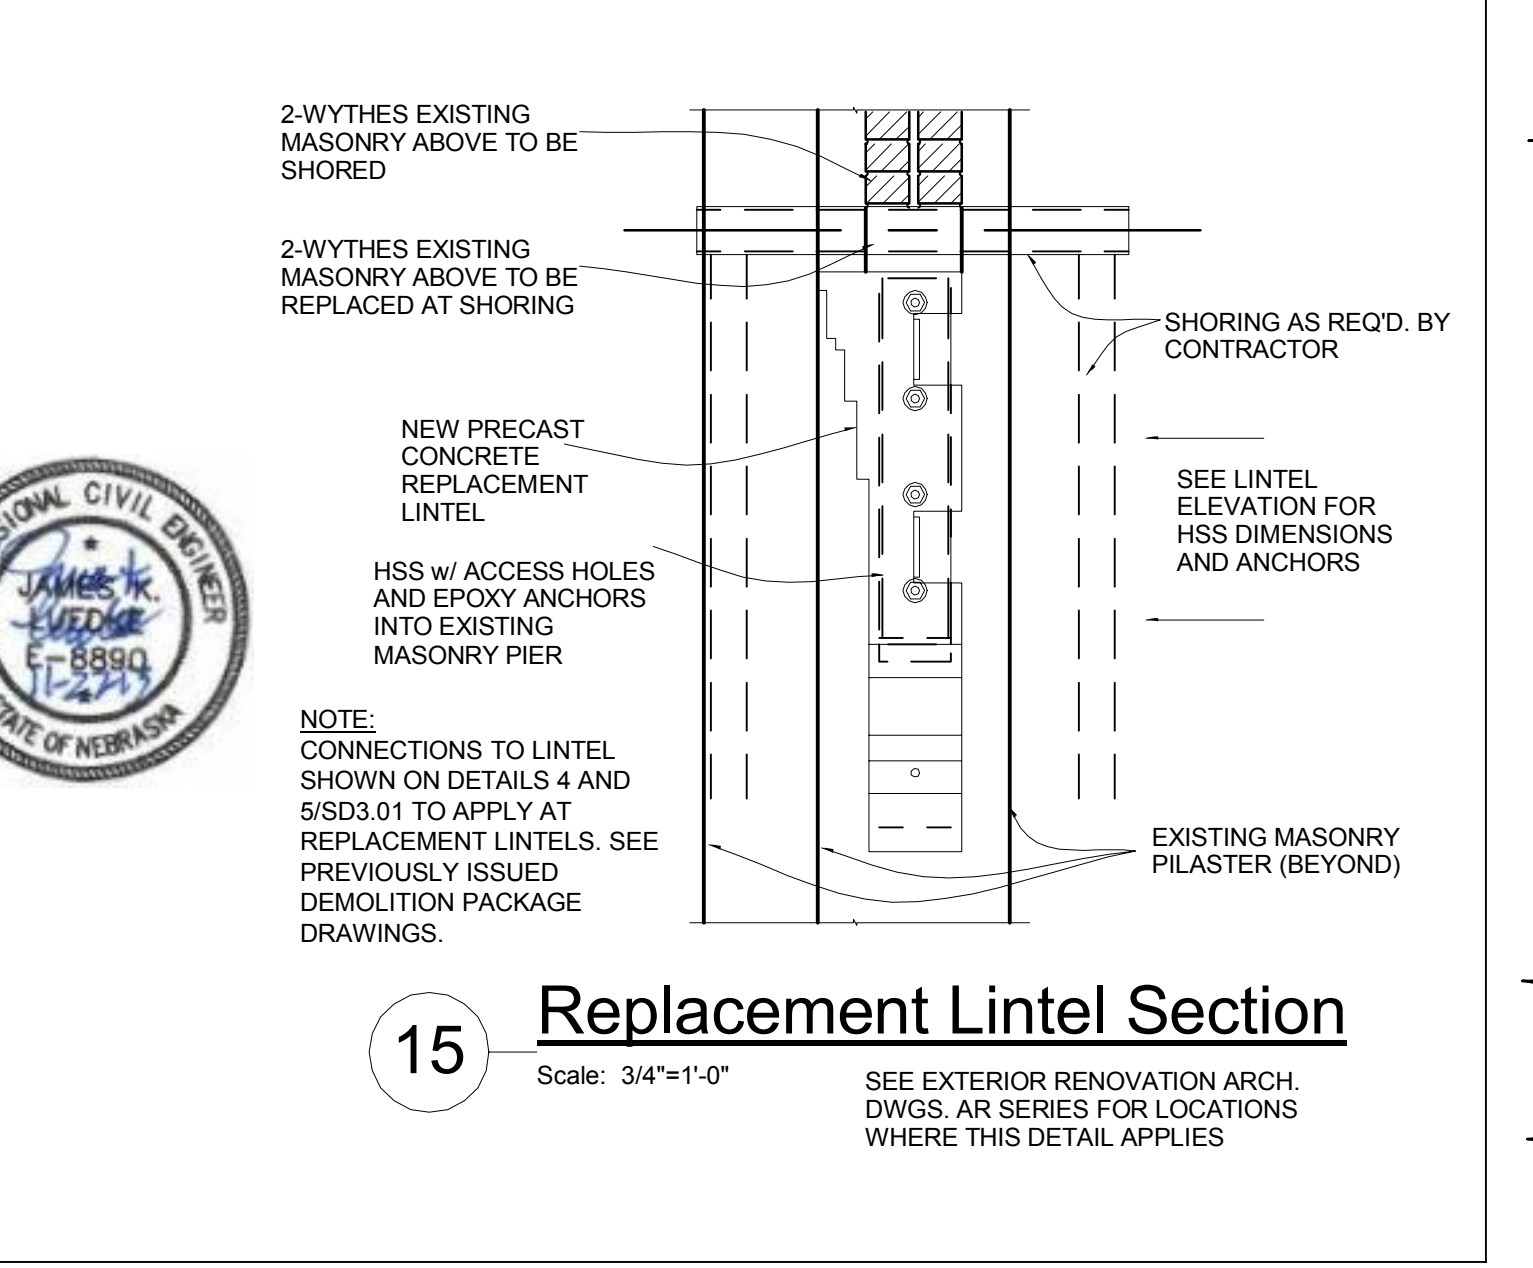 2-WYTHES EXISTING
MASONRY ABOVE TO BE
SHORED
2-WYTHES EXISTING
MASONRY ABOVE TO BE
REPLACED AT SHORING
SHORING AS REQ'D. BY
CONTRACTOR
NEW PRECAST
CONCRETE
REPLACEMENT
LINTEL
SEE LINTEL
ELEVATION FOR
HSS DIMENSIONS
AND ANCHORS
HSS w/ ACCESS HOLES
AND EPOXY ANCHORS
INTO EXISTING
MASONRY PIER
CIVIL ENGINEER
JAMES K.
E-8890
STATE OF NEBRASKA
NOTE:
CONNECTIONS TO LINTEL
SHOWN ON DETAILS 4 AND
5/SD3.01 TO APPLY AT
REPLACEMENT LINTELS. SEE
PREVIOUSLY ISSUED
DEMOLITION PACKAGE
DRAWINGS.
EXISTING MASONRY
PILASTER (BEYOND)
15
Replacement Lintel Section
Scale: 3/4"=1'-0"
SEE EXTERIOR RENOVATION ARCH.
DWGS. AR SERIES FOR LOCATIONS
WHERE THIS DETAIL APPLIES